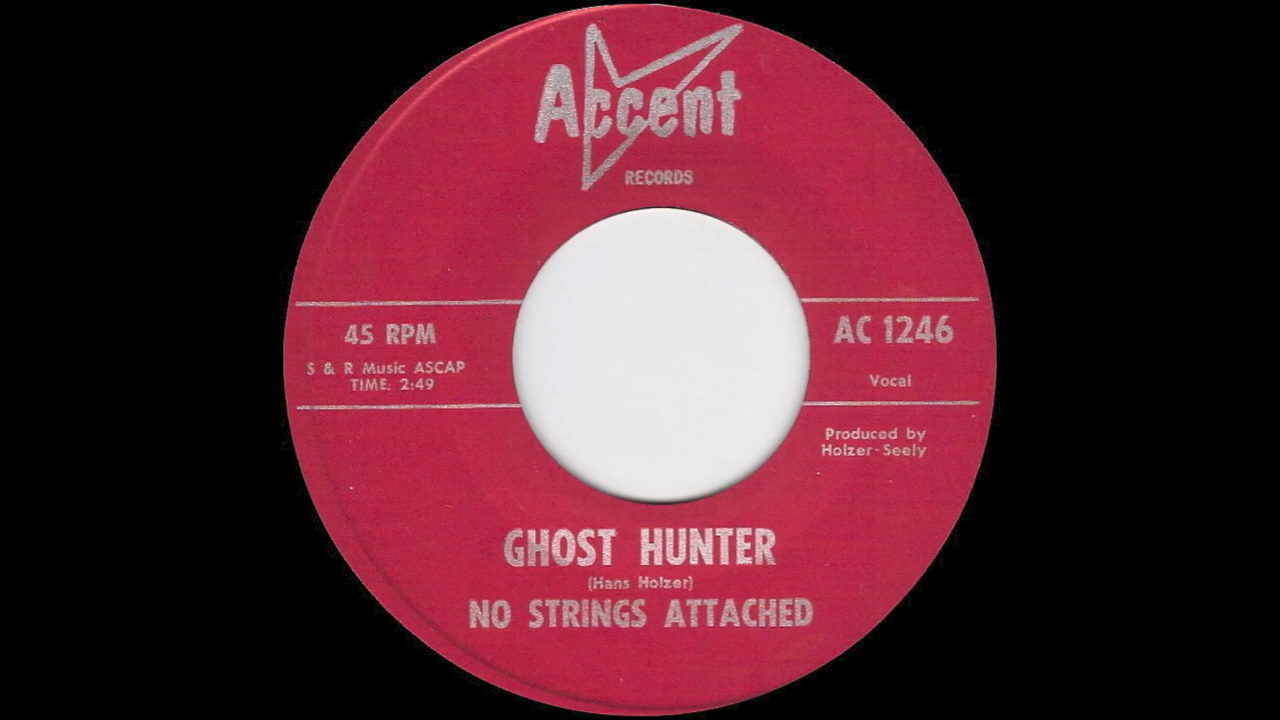 Accent
RECORDS
45 RPM
S & R Music ASCAP
TIME: 2:49
AC 1246
Vocal
Produced by
Holzer-Seely
GHOST HUNTER
(Hans Holzer)
NO STRINGS ATTACHED